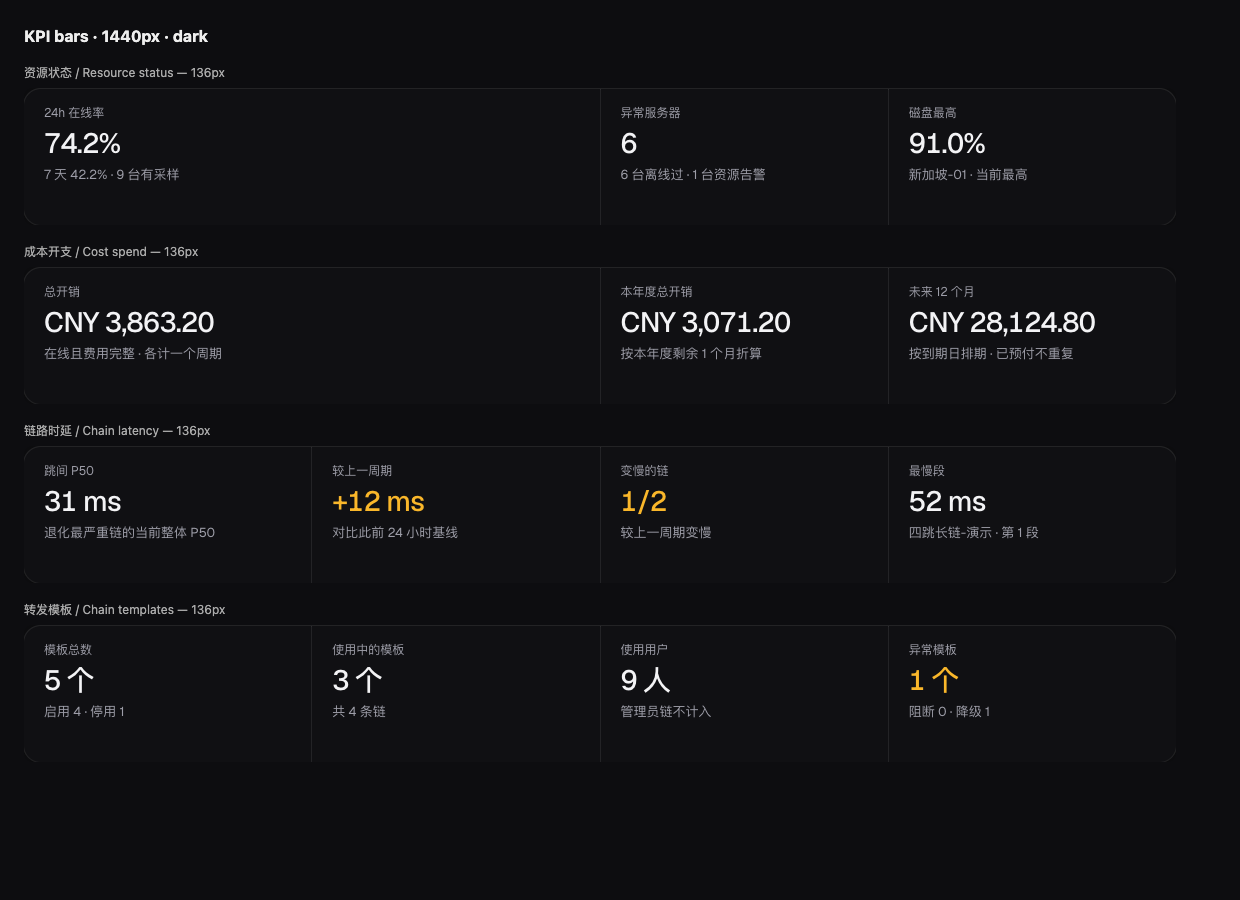 KPI bars · 1440px · dark
资源状态 / Resource status — 136px
24h 在线率
74.2%
7 天 42.2% · 9 台有采样
异常服务器
6
6 台离线过 · 1 台资源告警
磁盘最高
91.0%
新加坡-01 · 当前最高
成本开支 / Cost spend — 136px
总开销
CNY 3,863.20
在线且费用完整 · 各计一个周期
本年度总开销
CNY 3,071.20
按本年度剩余 1 个月折算
未来 12 个月
CNY 28,124.80
按到期日排期 · 已预付不重复
链路时延 / Chain latency — 136px
跳间 P50
31 ms
退化最严重链的当前整体 P50
较上一周期
+12 ms
对比此前 24 小时基线
变慢的链
1/2
较上一周期变慢
最慢段
52 ms
四跳长链-演示 · 第 1 段
转发模板 / Chain templates — 136px
模板总数
5 个
启用 4 · 停用 1
使用中的模板
3 个
共 4 条链
使用用户
9 人
管理员链不计入
异常模板
1 个
阻断 0 · 降级 1